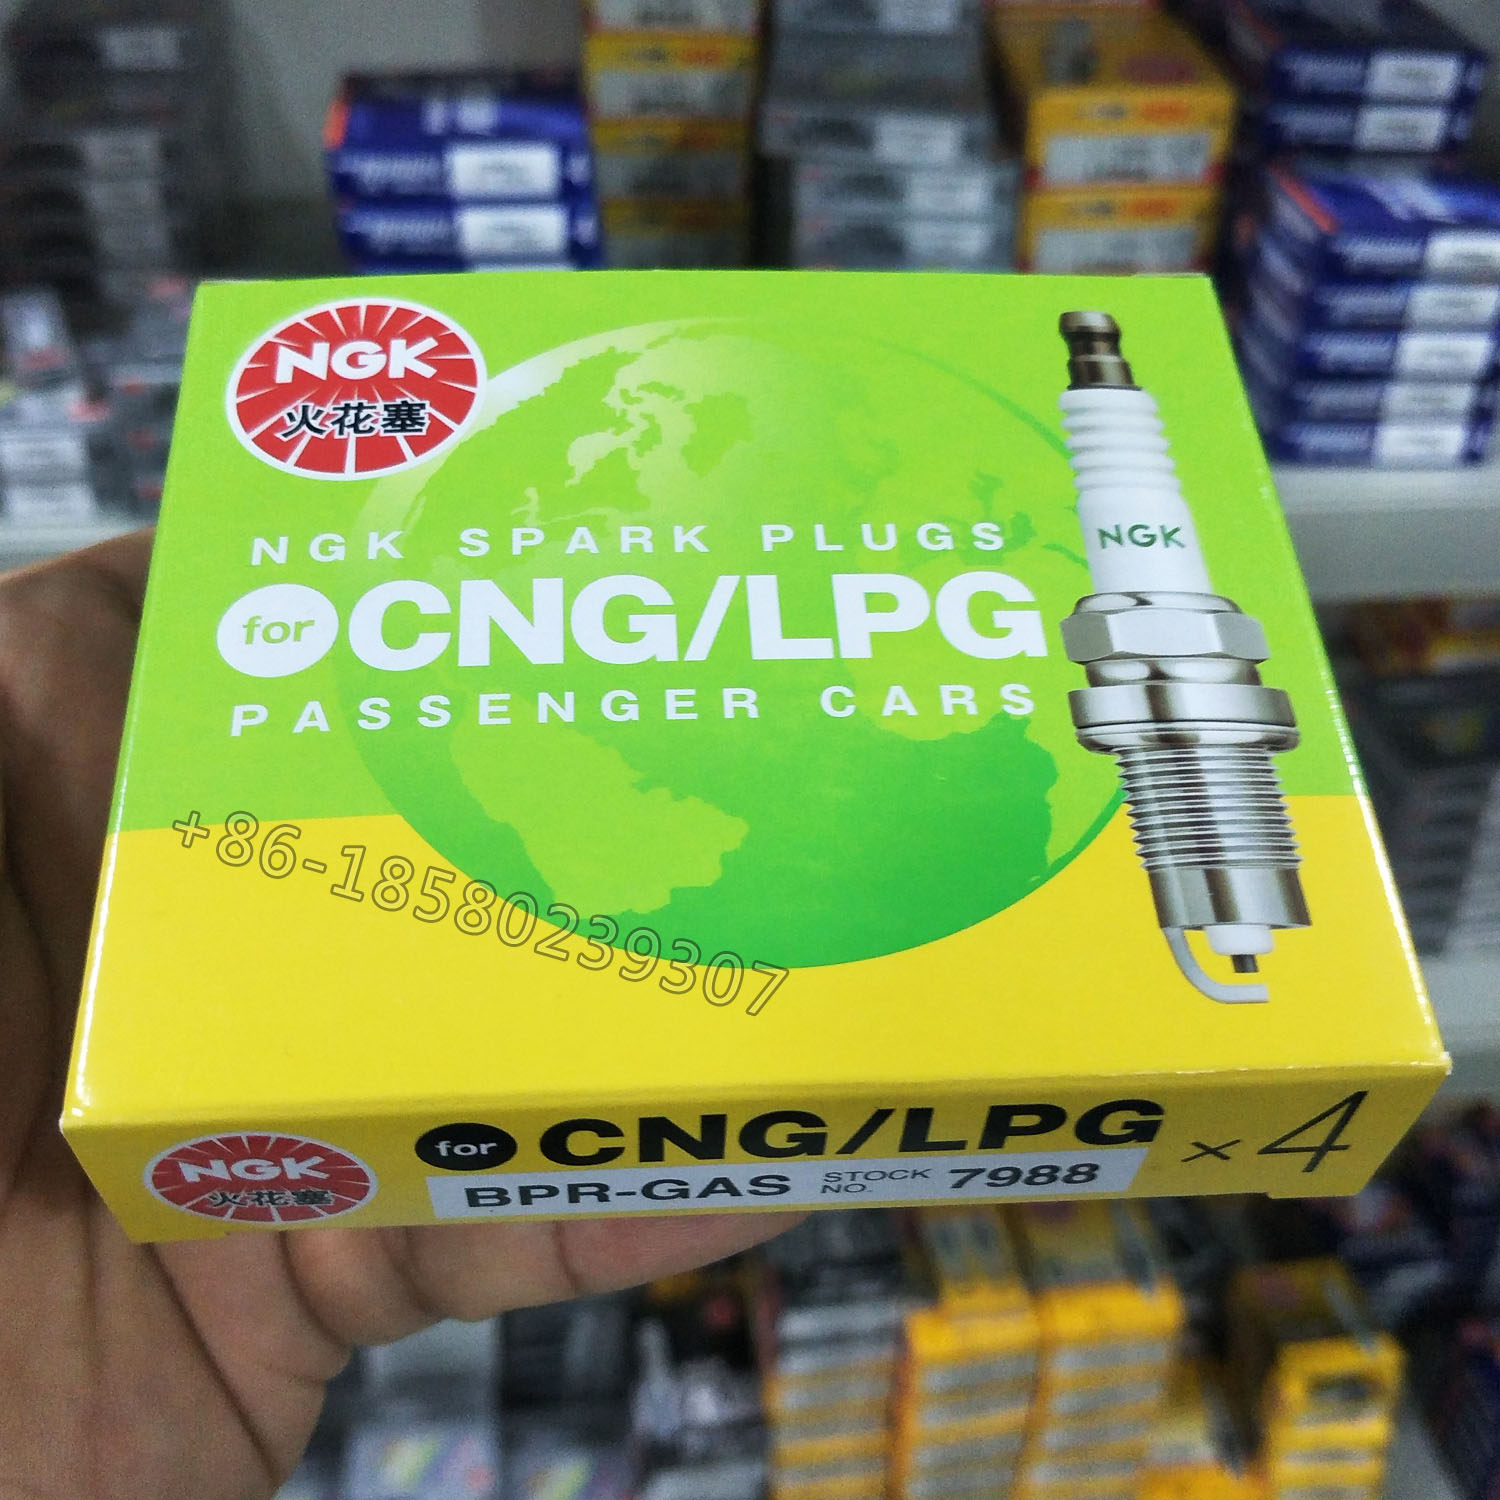 NGK
火花塞
NGK SPARK PLUGS
for CNG/LPG
PASSENGER CARS
NGK
+86-18580239307
NGK
火花塞
for CNG/LPG
BPR-GAS STOCK NO. 7988
×4